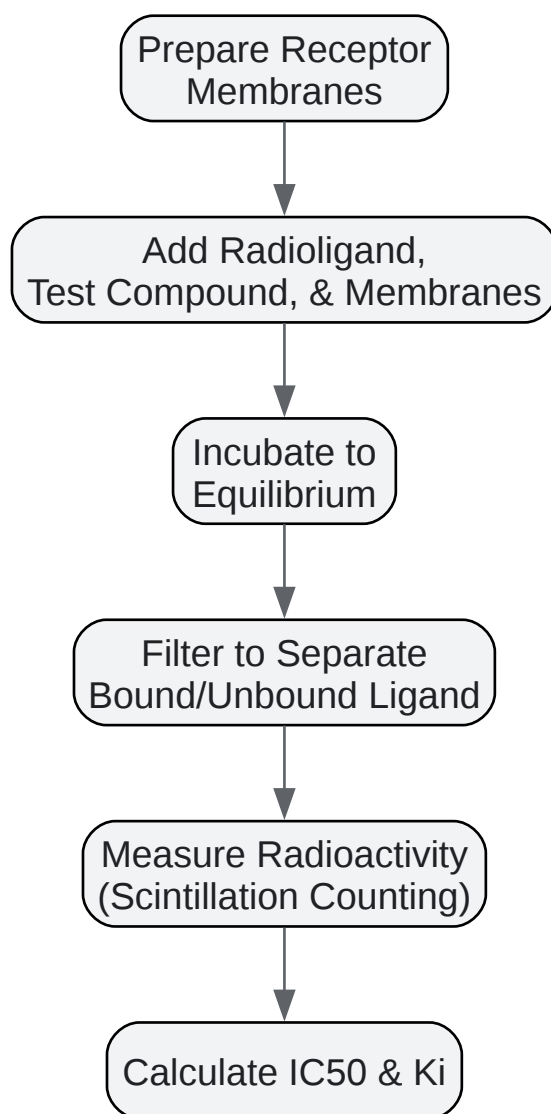 Prepare Receptor
Membranes
Add Radioligand,
Test Compound, & Membranes
Incubate to
Equilibrium
Filter to Separate
Bound/Unbound Ligand
Measure Radioactivity
(Scintillation Counting)
Calculate IC50 & Ki